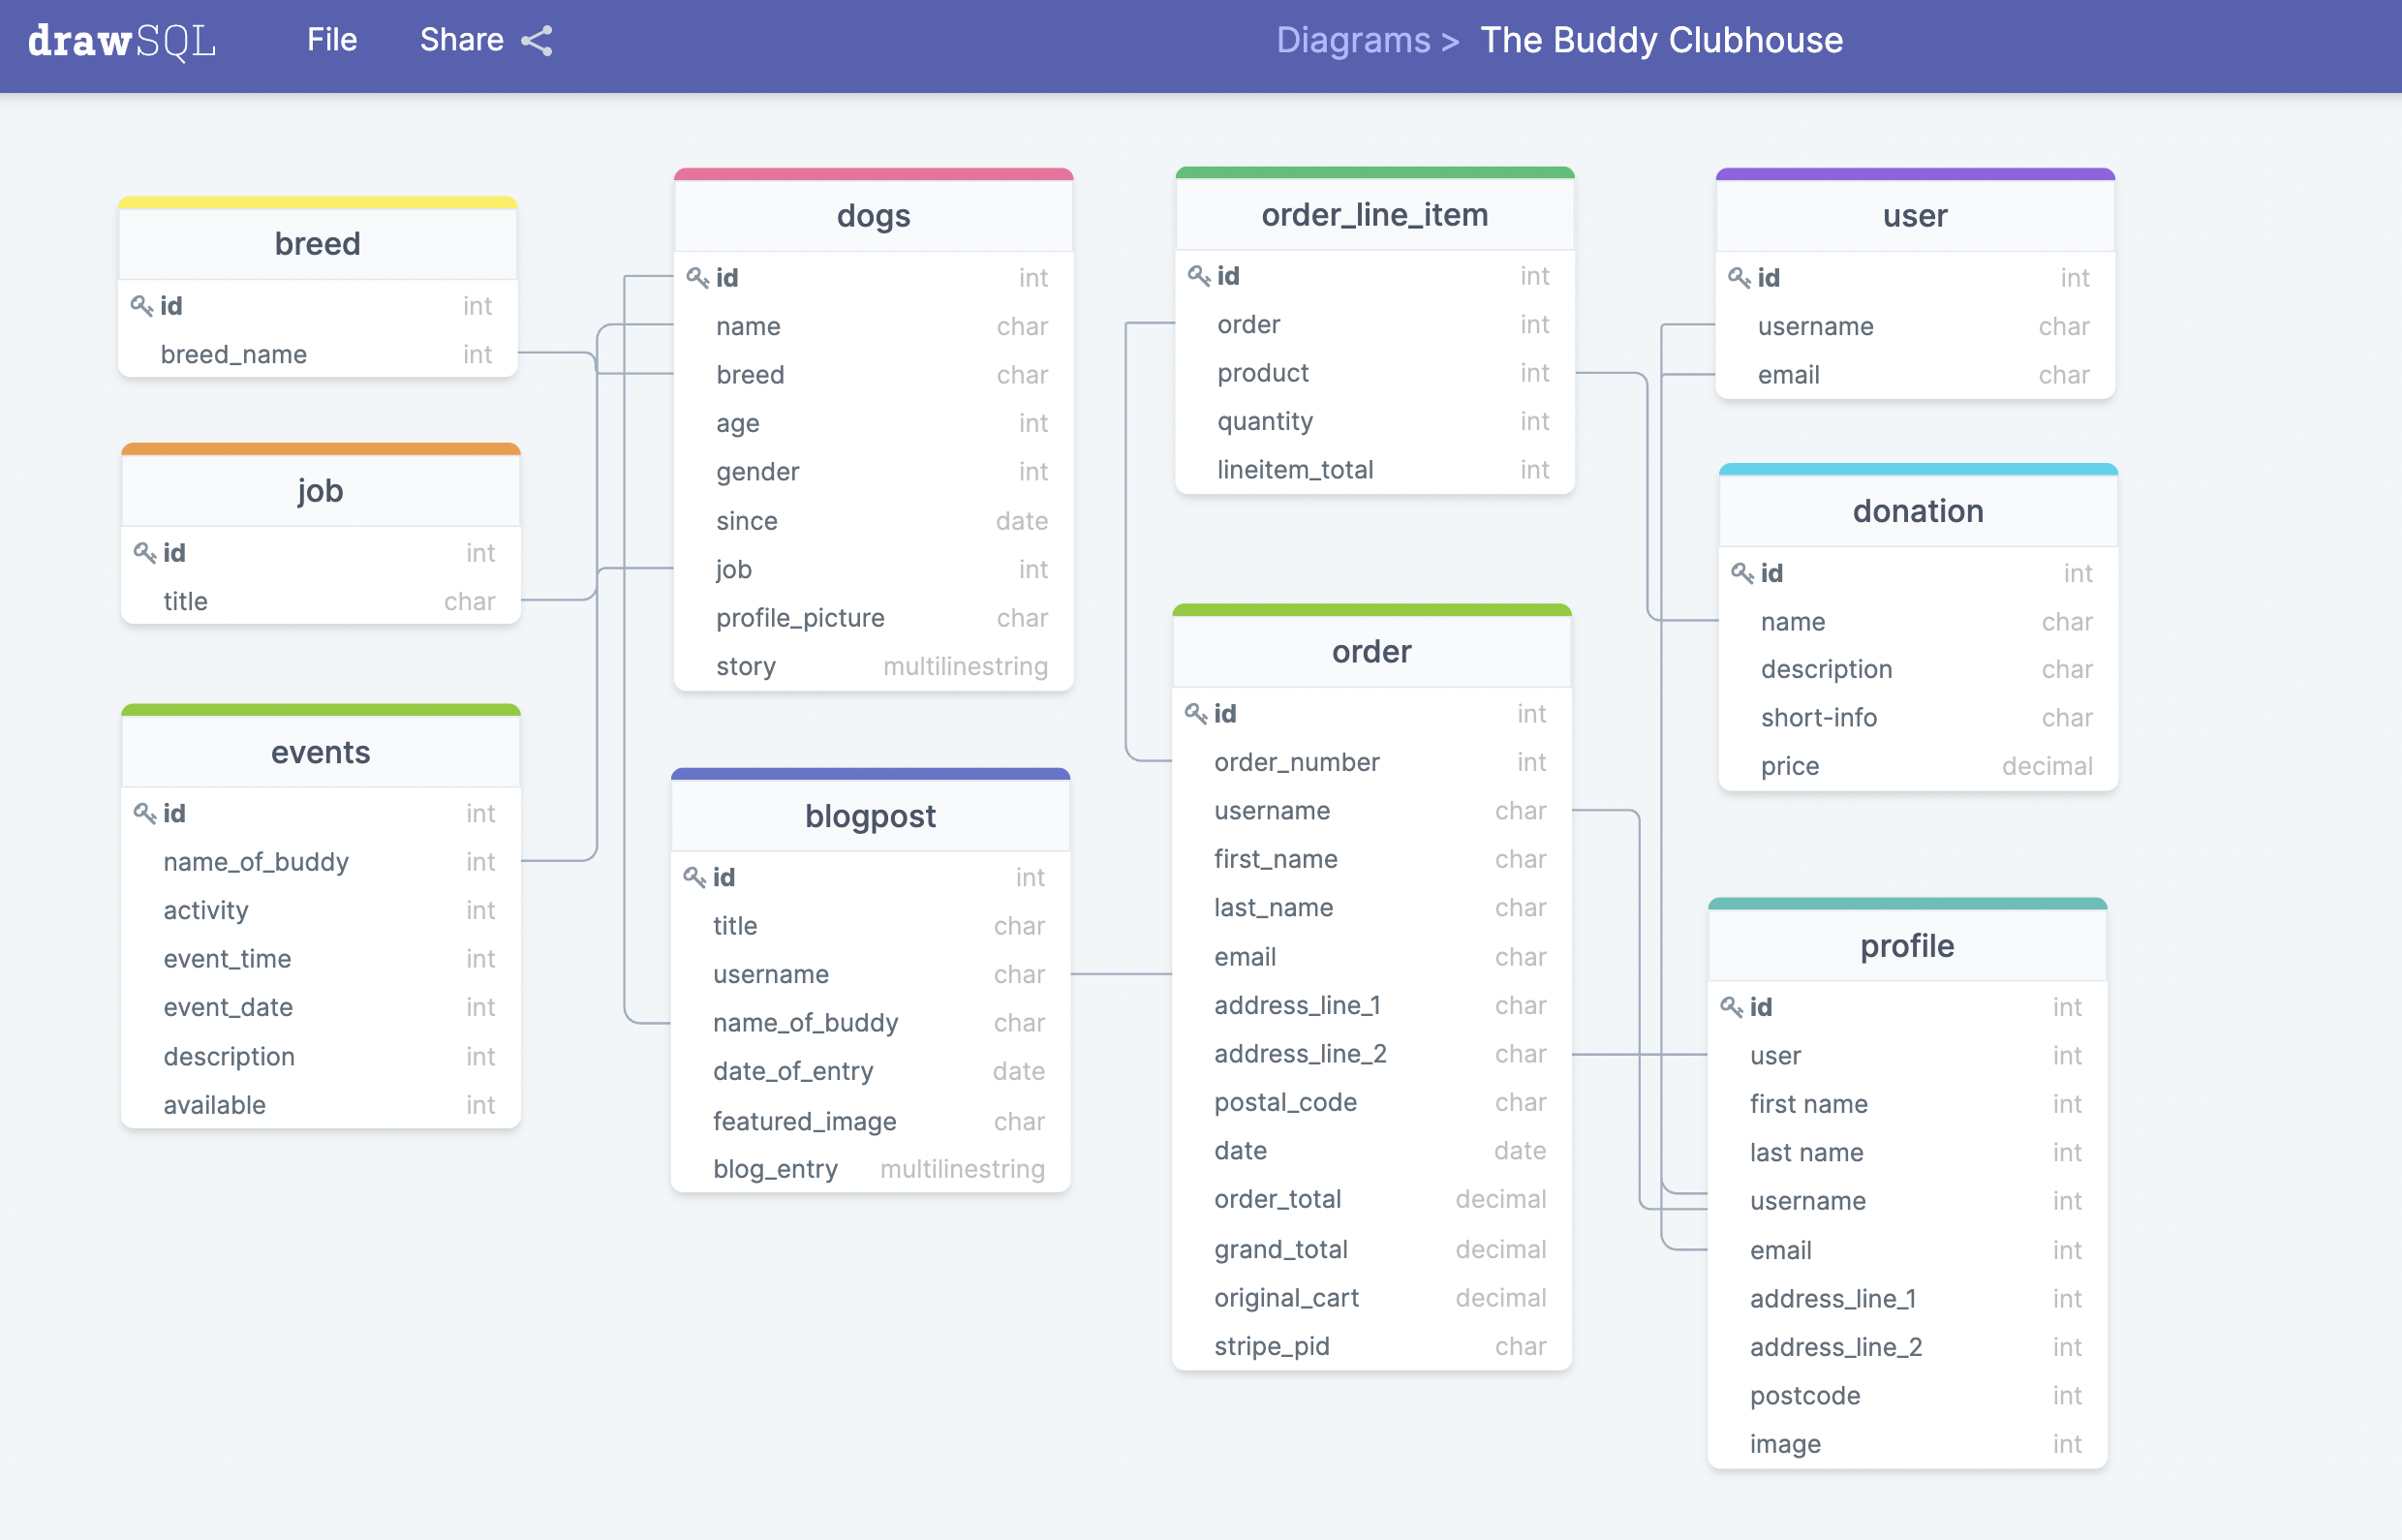 drawSQL File Share Diagrams > The Buddy Clubhouse
breed
id int
breed_name int
job
id int
title char
events
id int
name_of_buddy int
activity int
event_time int
event_date int
description int
available int
dogs
id int
name char
breed char
age int
gender int
since date
job int
profile_picture char
story multilinestring
blogpost
id int
title char
username char
name_of_buddy char
date_of_entry date
featured_image char
blog_entry multilinestring
order_line_item
id int
order int
product int
quantity int
lineitem_total int
order
id int
order_number int
username char
first_name char
last_name char
email char
address_line_1 char
address_line_2 char
postal_code char
date date
order_total decimal
grand_total decimal
original_cart decimal
stripe_pid char
user
id int
username char
email char
donation
id int
name char
description char
short-info char
price decimal
profile
id int
user int
first name int
last name int
username int
email int
address_line_1 int
address_line_2 int
postcode int
image int